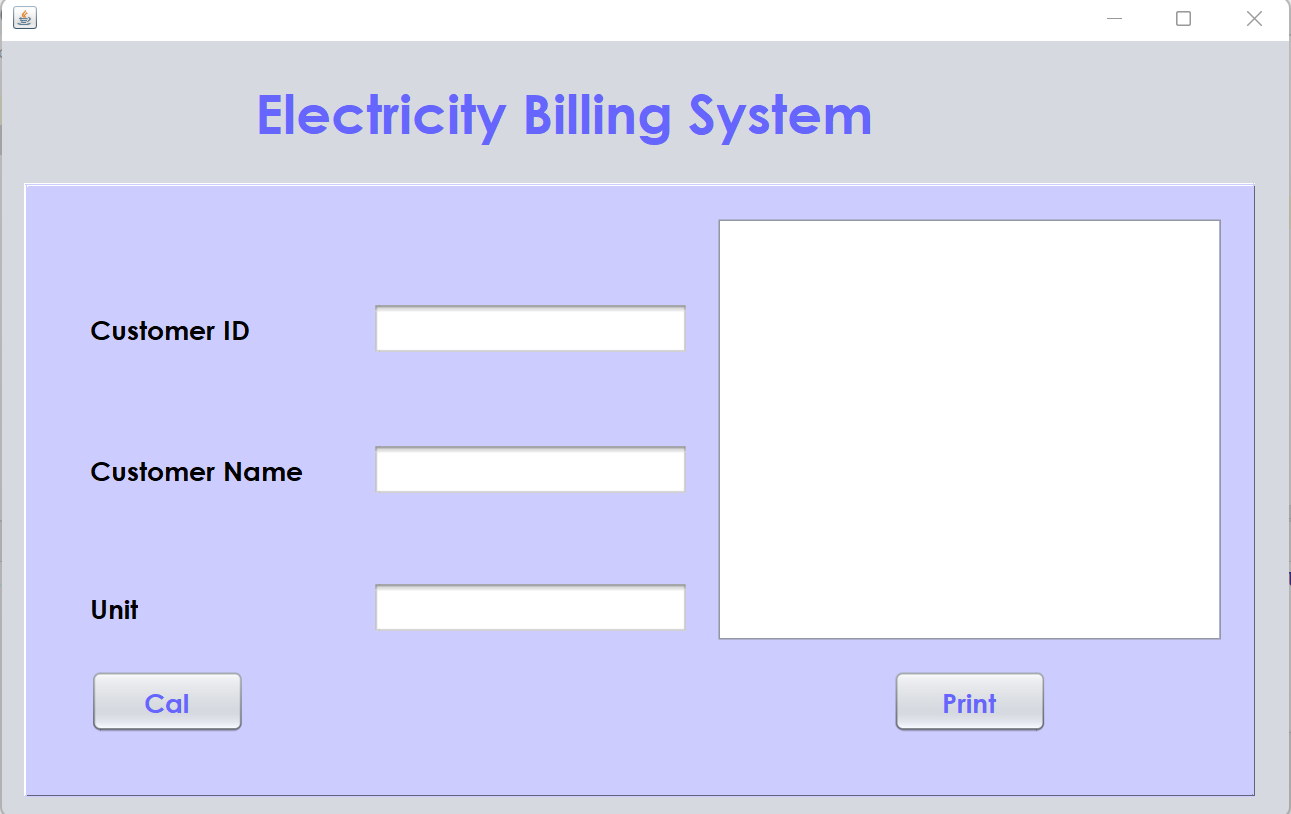 Electricity Billing System
Customer ID
Customer Name
Unit
Cal
Print